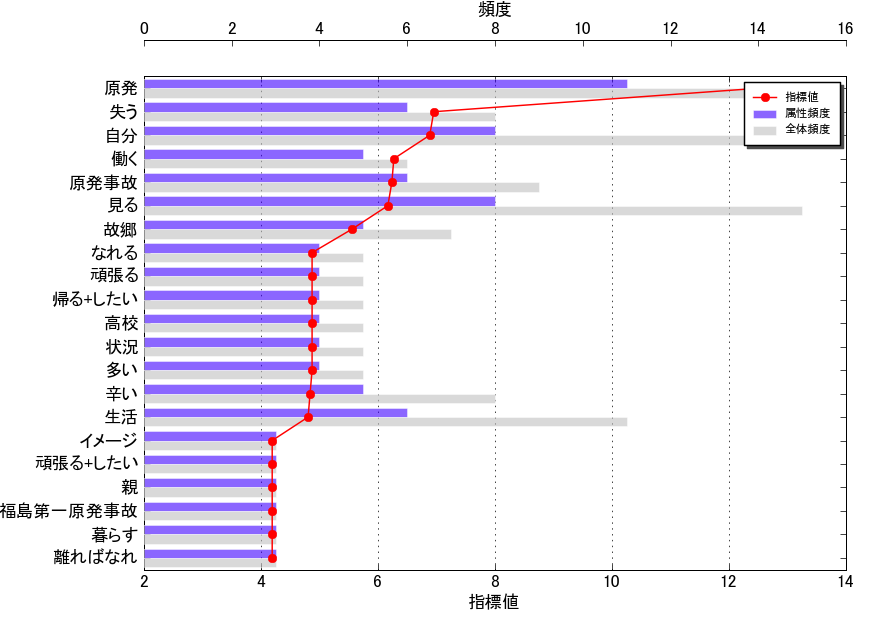 頻度
0 2 4 6 8 10 12 14 16
指標値
属性頻度
全体頻度
原発
失う
自分
働く
原発事故
見る
故郷
なれる
頑張る
帰る+したい
高校
状況
多い
辛い
生活
イメージ
頑張る+したい
親
福島第一原発事故
暮らす
離ればなれ
2 4 6 8 10 12 14
指標値